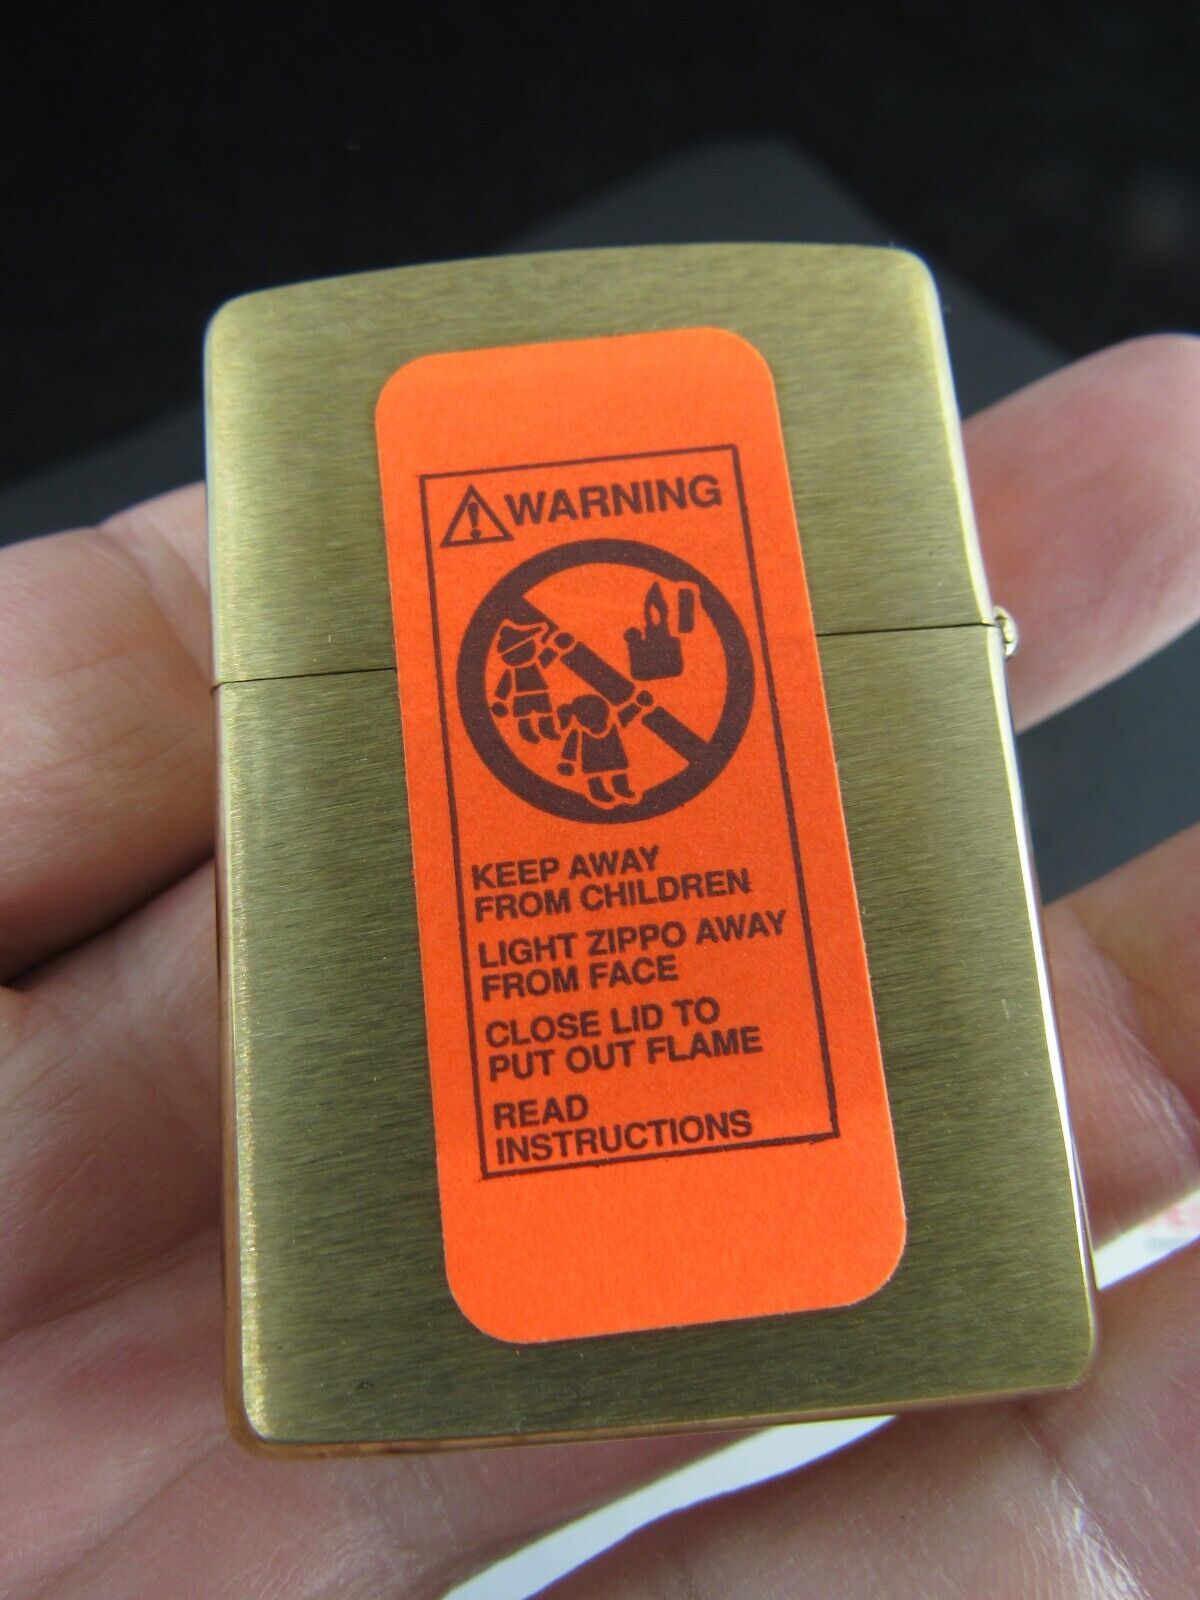 WARNING
KEEP AWAY
FROM CHILDREN
LIGHT ZIPPO AWAY
FROM FACE
CLOSE LID TO
PUT OUT FLAME
READ
INSTRUCTIONS